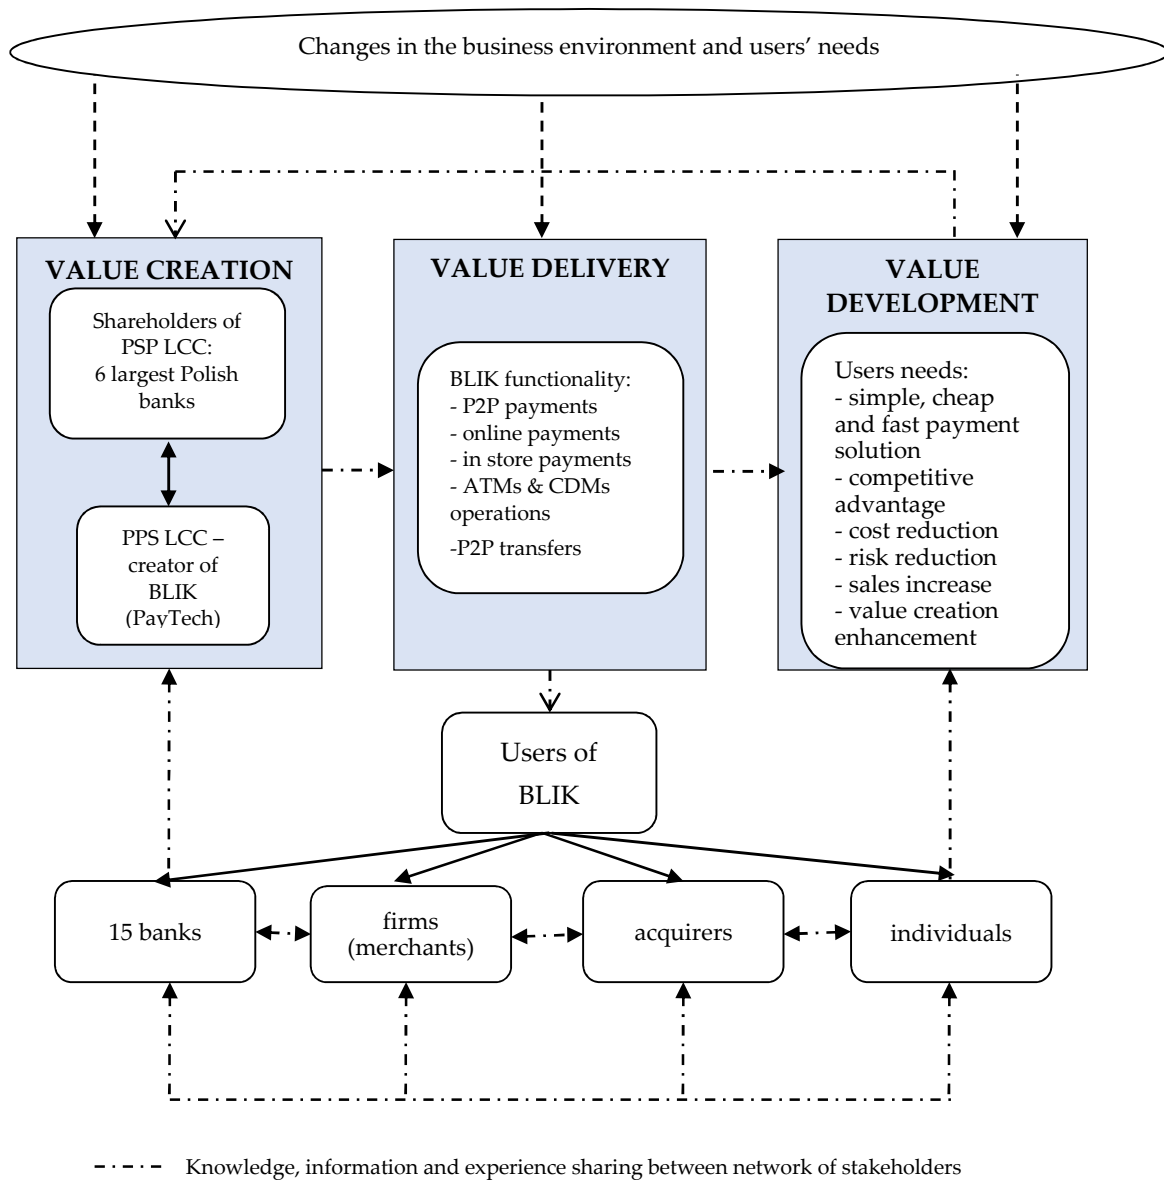 Changes in the business environment and users’ needs
VALUE CREATION
Shareholders of
PSP LCC:
6 largest Polish
banks
PPS LCC –
creator of
BLIK
(PayTech)
VALUE DELIVERY
BLIK functionality:
- P2P payments
- online payments
- in store payments
- ATMs & CDMs
operations
-P2P transfers
VALUE
DEVELOPMENT
Users needs:
- simple, cheap
and fast payment
solution
- competitive
advantage
- cost reduction
- risk reduction
- sales increase
- value creation
enhancement
Users of
BLIK
15 banks
firms
(merchants)
acquirers
individuals
Knowledge, information and experience sharing between network of stakeholders